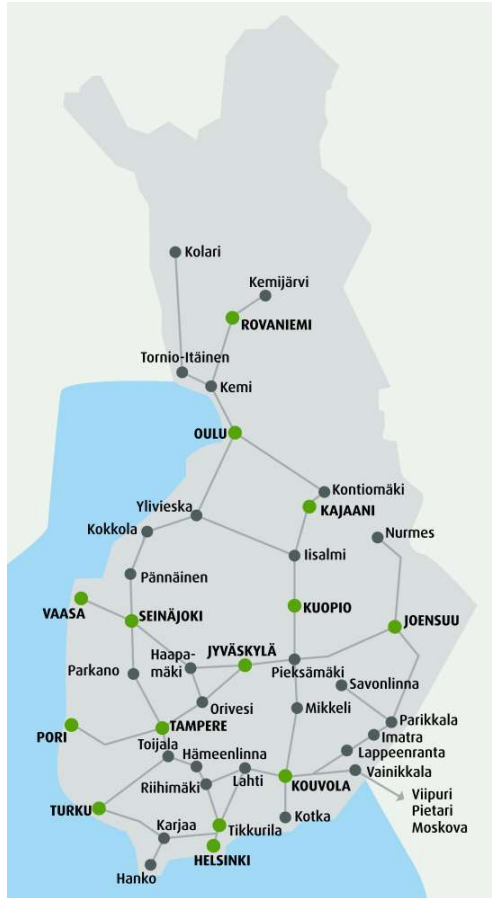 Kolari
Kemijärvi
ROVANIEMI
Tornio-Itäinen
Kemi
OULU
Kontiomäki
KAJAANI
Ylivieska
Kokkola
Nurmes
Iisalmi
Pännäinen
VAASA
SEINÄJOKI
KUOPIO
JOENSUU
Haapa-
mäki
JYVÄSKYLÄ
Parkano
Pieksämäki
Savonlinna
Orivesi
Mikkeli
PORI
TAMPERE
Parikkala
Imatra
Toijala
Hämeenlinna
Lappeenranta
Riihimäki
Lahti
KOUVOLA
Vainikkala
TURKU
Karjaa
Tikkurila
Kotka
Viipuri
Pietari
Moskova
HELSINKI
Hanko